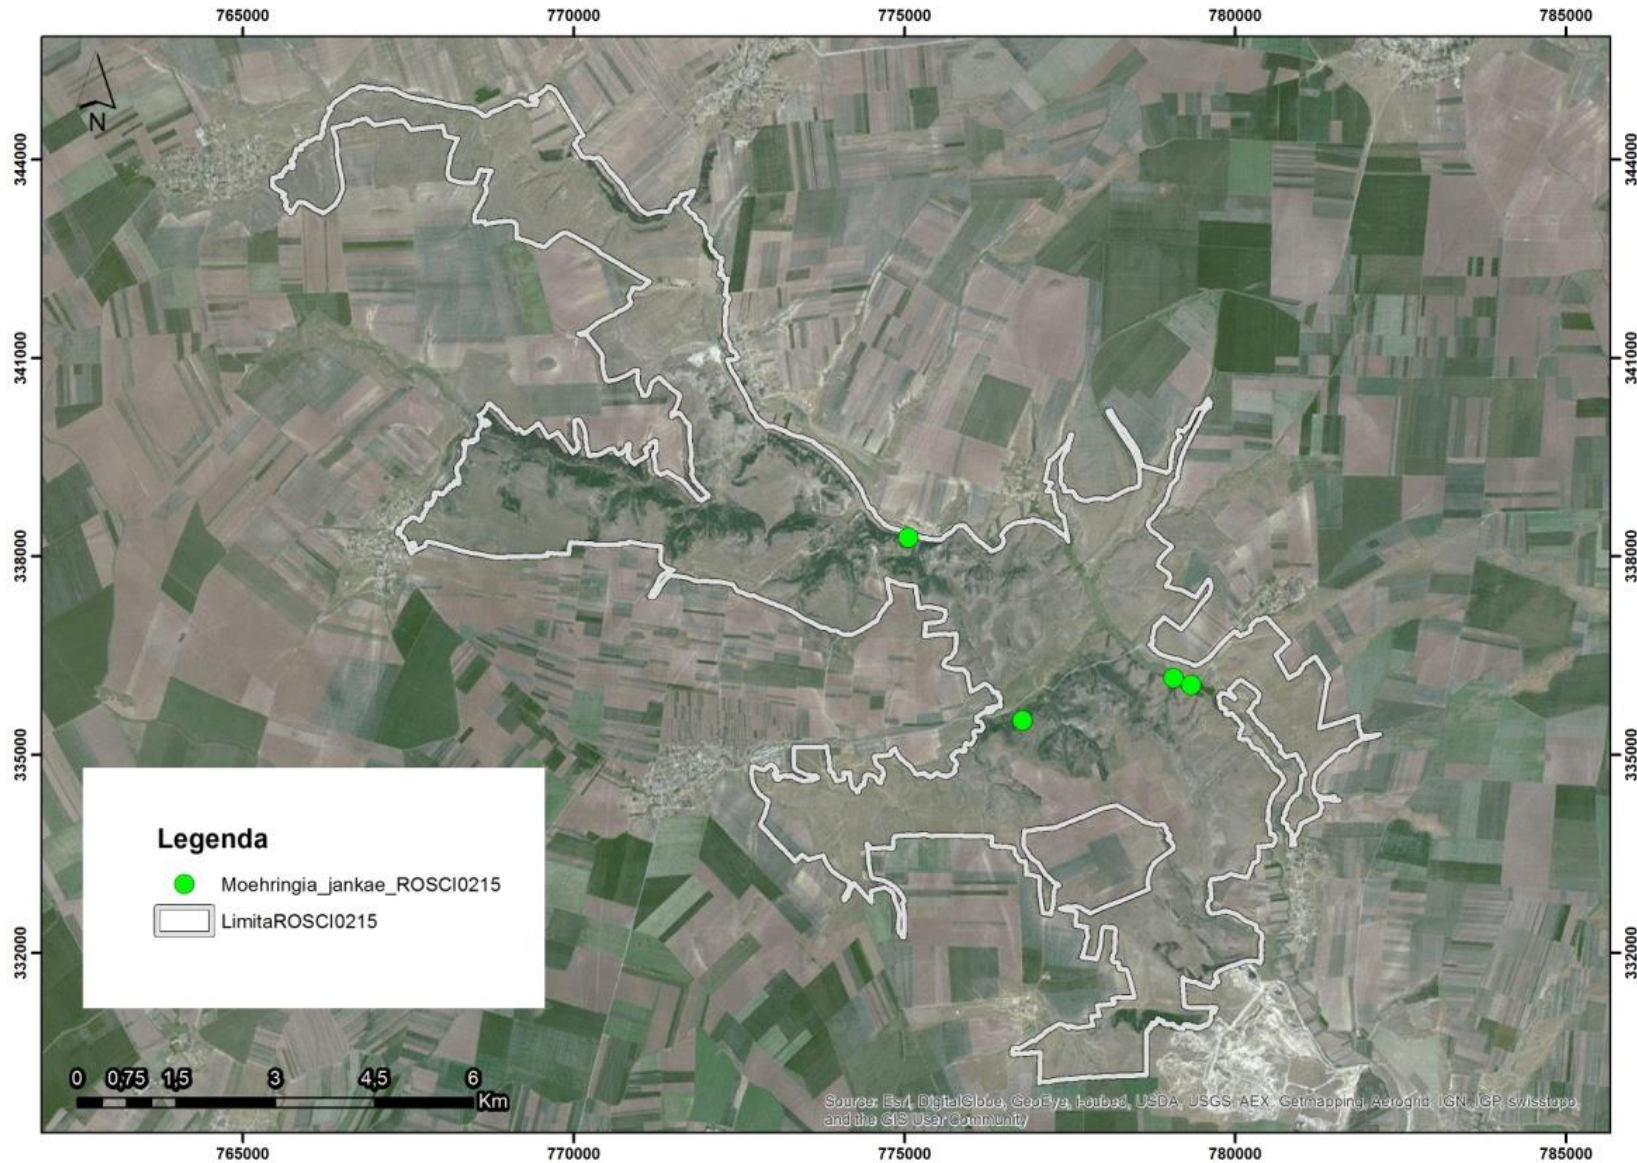 765000 770000 775000 780000 785000
N
344000 344000
341000 341000
338000 338000
335000 335000
332000 332000
Legenda
Moehringia_jankae_ROSCI0215
LimitaROSCI0215
0 0,75 1,5 3 4,5 6
Km
Source: Esri, DigitalGlobe, GeoEye, i-cubed, USDA, USGS, AEX, Getmapping, Aerogrid, IGN, IGP, swisstopo,
and the GIS User Community
765000 770000 775000 780000 785000